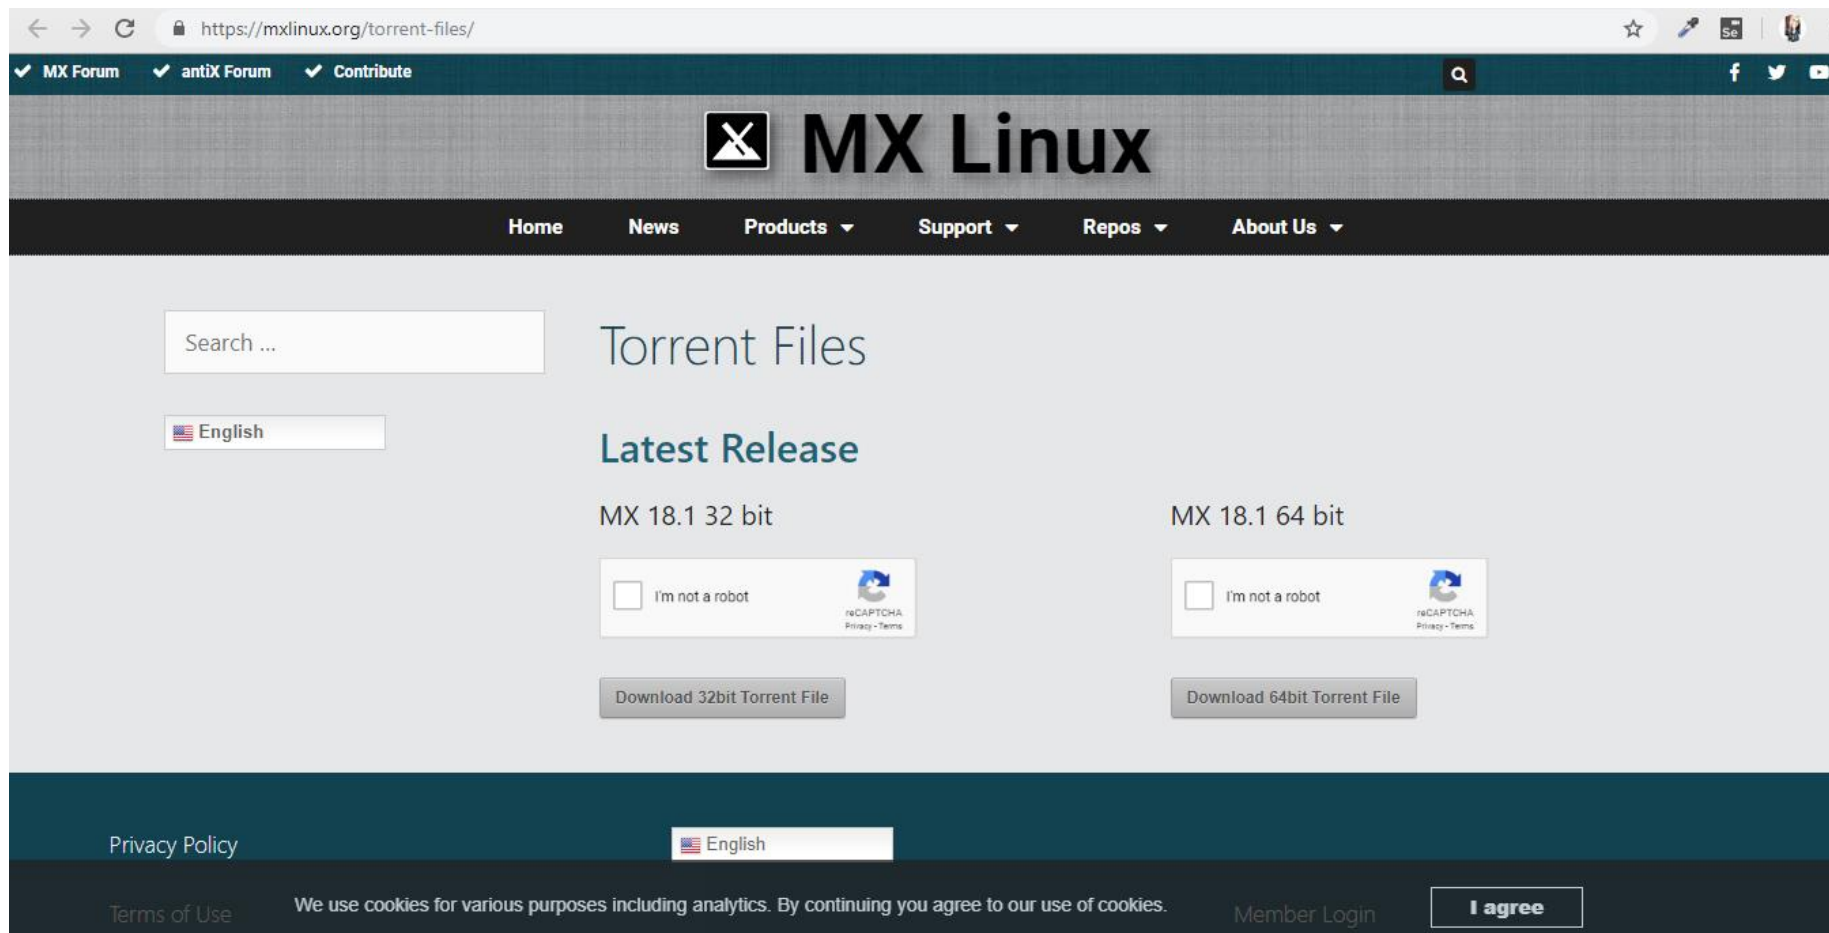 https://mxlinux.org/torrent-files/
Se
MX Forum antiX Forum Contribute
MX Linux
Home News Products Support Repos About Us
Search ...
English
Torrent Files
Latest Release
MX 18.1 32 bit
MX 18.1 64 bit
I'm not a robot
reCAPTCHA
Privacy - Terms
I'm not a robot
reCAPTCHA
Privacy - Terms
Download 32bit Torrent File
Download 64bit Torrent File
Privacy Policy
English
Terms of Use
We use cookies for various purposes including analytics. By continuing you agree to our use of cookies.
Member Login
I agree